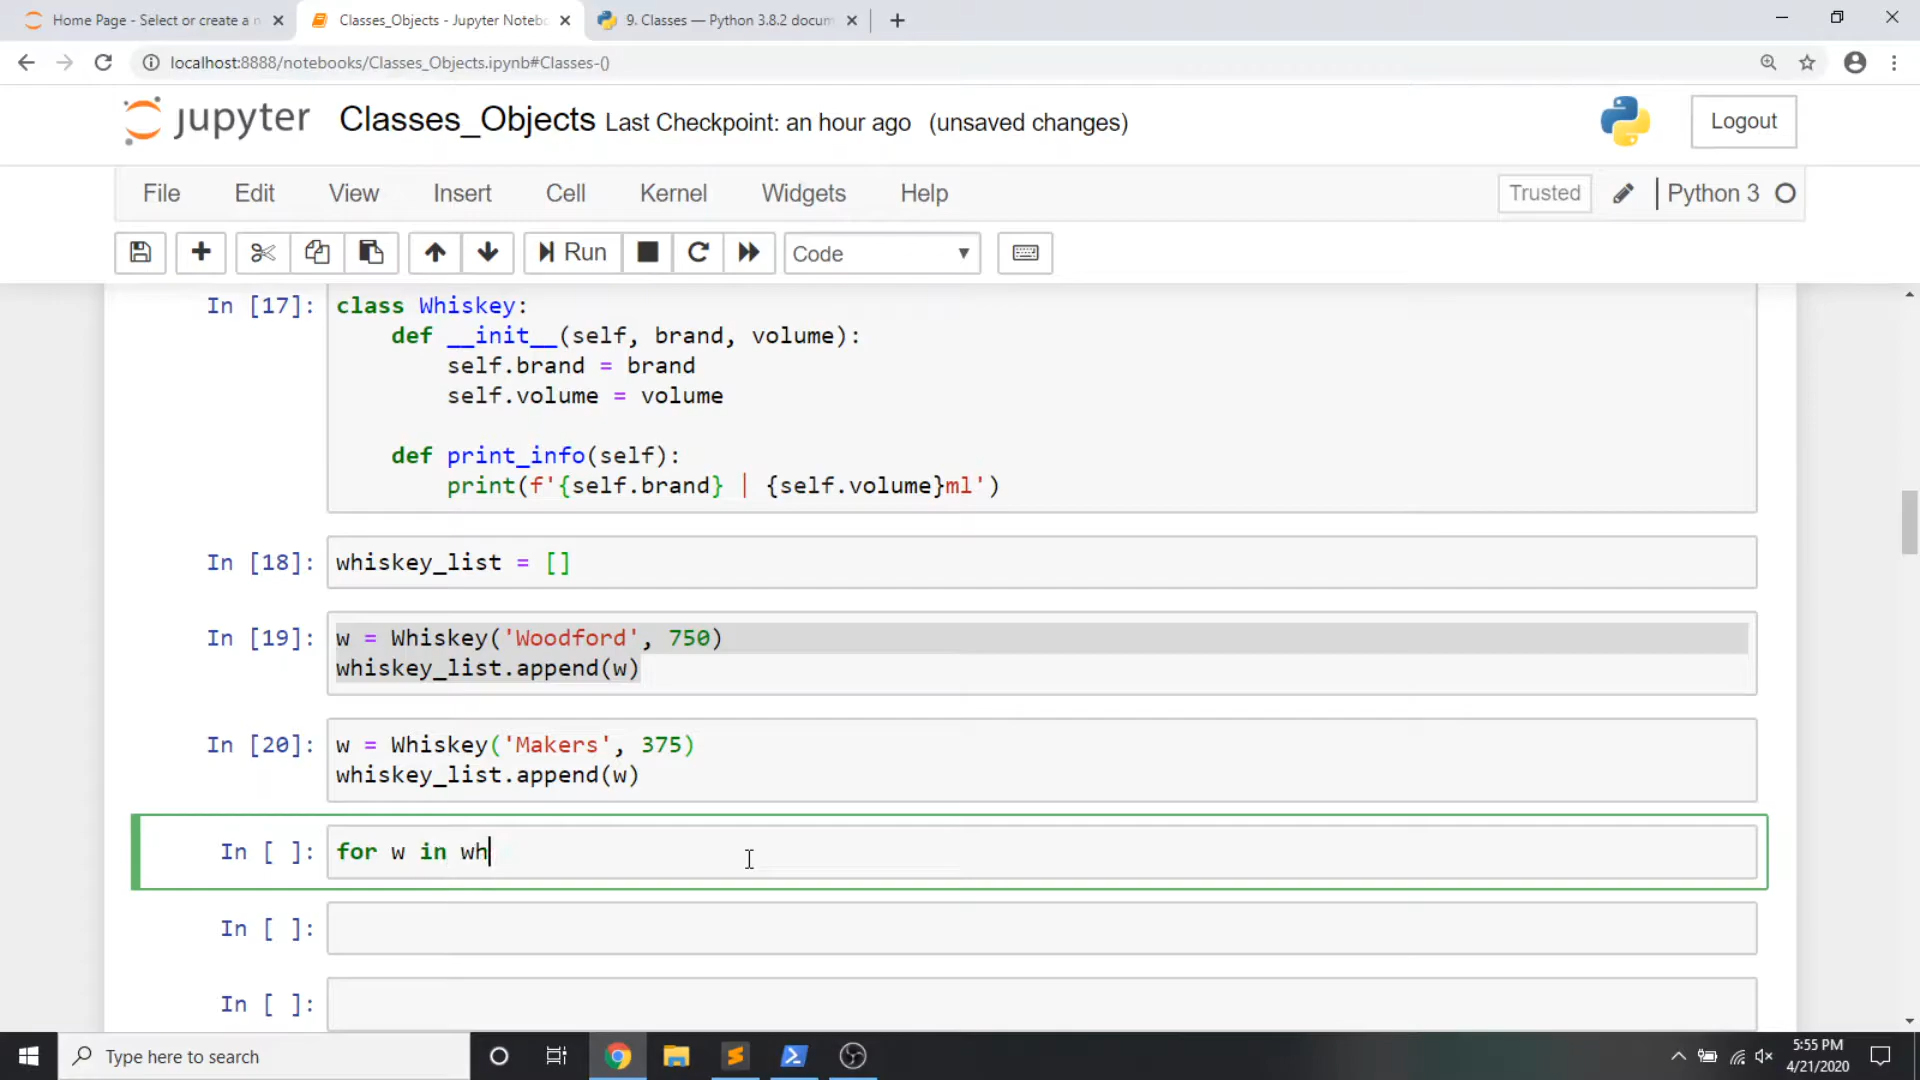 Home Page - Select or create a n
Classes_Objects - Jupyter Notebo
9. Classes — Python 3.8.2 docum
localhost:8888/notebooks/Classes_Objects.ipynb#Classes-()
jupyter Classes_Objects Last Checkpoint: an hour ago (unsaved changes)
Logout
File Edit View Insert Cell Kernel Widgets Help
Trusted
Python 3
Run
Code
In [17]: class Whiskey:
def __init__(self, brand, volume):
self.brand = brand
self.volume = volume
def print_info(self):
print(f'{self.brand} | {self.volume}ml')
In [18]: whiskey_list = []
In [19]: w = Whiskey('Woodford', 750)
whiskey_list.append(w)
In [20]: w = Whiskey('Makers', 375)
whiskey_list.append(w)
In [ ]: for w in wh
In [ ]:
In [ ]:
Type here to search
5:55 PM
4/21/2020